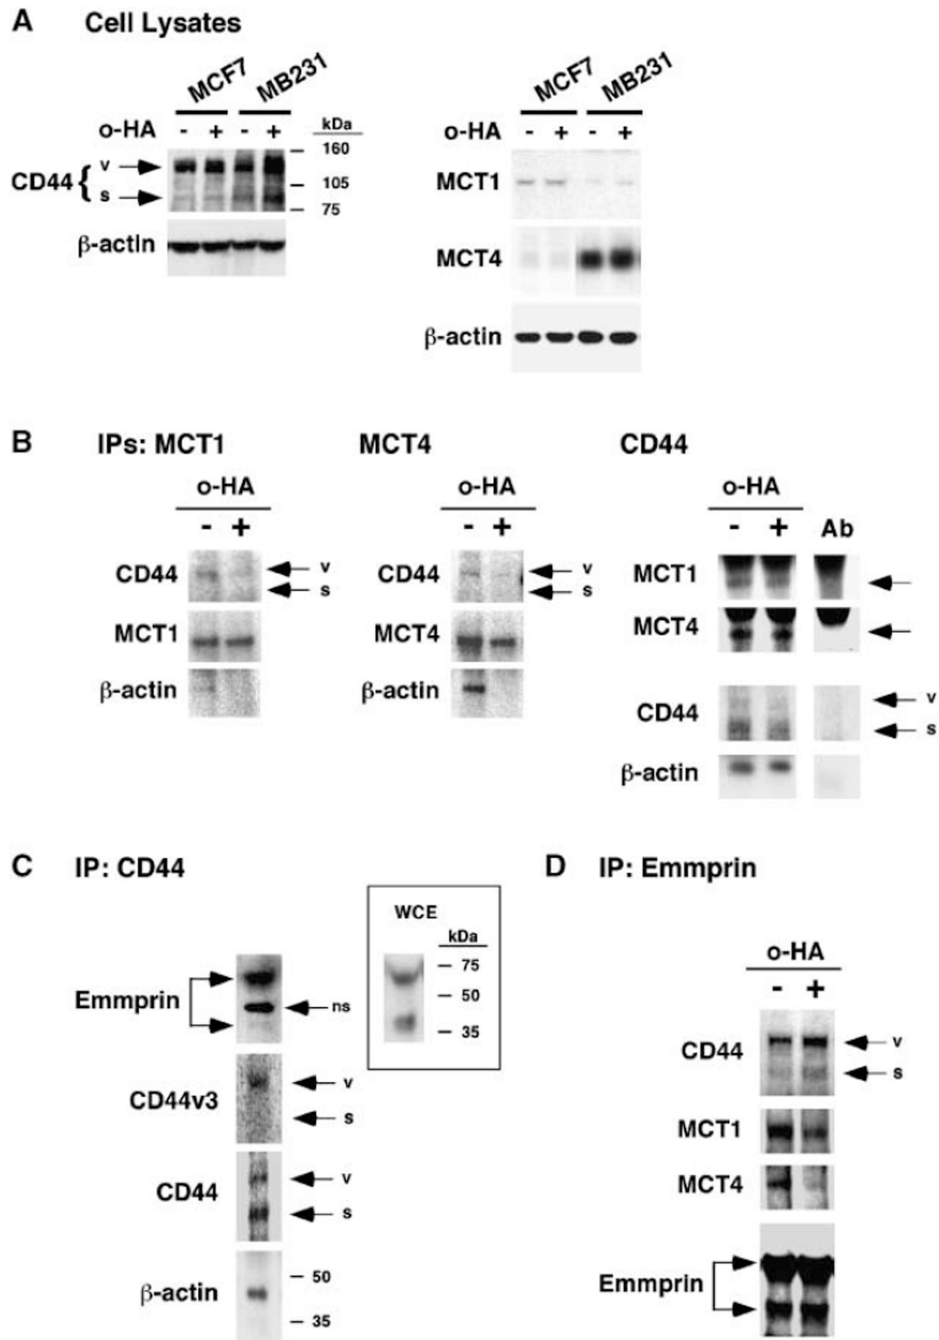 A Cell Lysates
MCF7 MB231
o-HA - + - + kDa
CD44 { v s
160
105
75
β-actin
MCF7 MB231
o-HA - + - +
MCT1
MCT4
β-actin
B IPs: MCT1
o-HA
- +
CD44 v
s
MCT1
β-actin
MCT4
o-HA
- +
CD44 v
s
MCT4
β-actin
CD44
o-HA
- + Ab
MCT1
MCT4
CD44 v
s
β-actin
C IP: CD44
Emmprin ns
CD44v3 v
s
CD44 v
s
β-actin 50
35
WCE
kDa
75
50
35
D IP: Emmprin
o-HA
- +
CD44 v
s
MCT1
MCT4
Emmprin